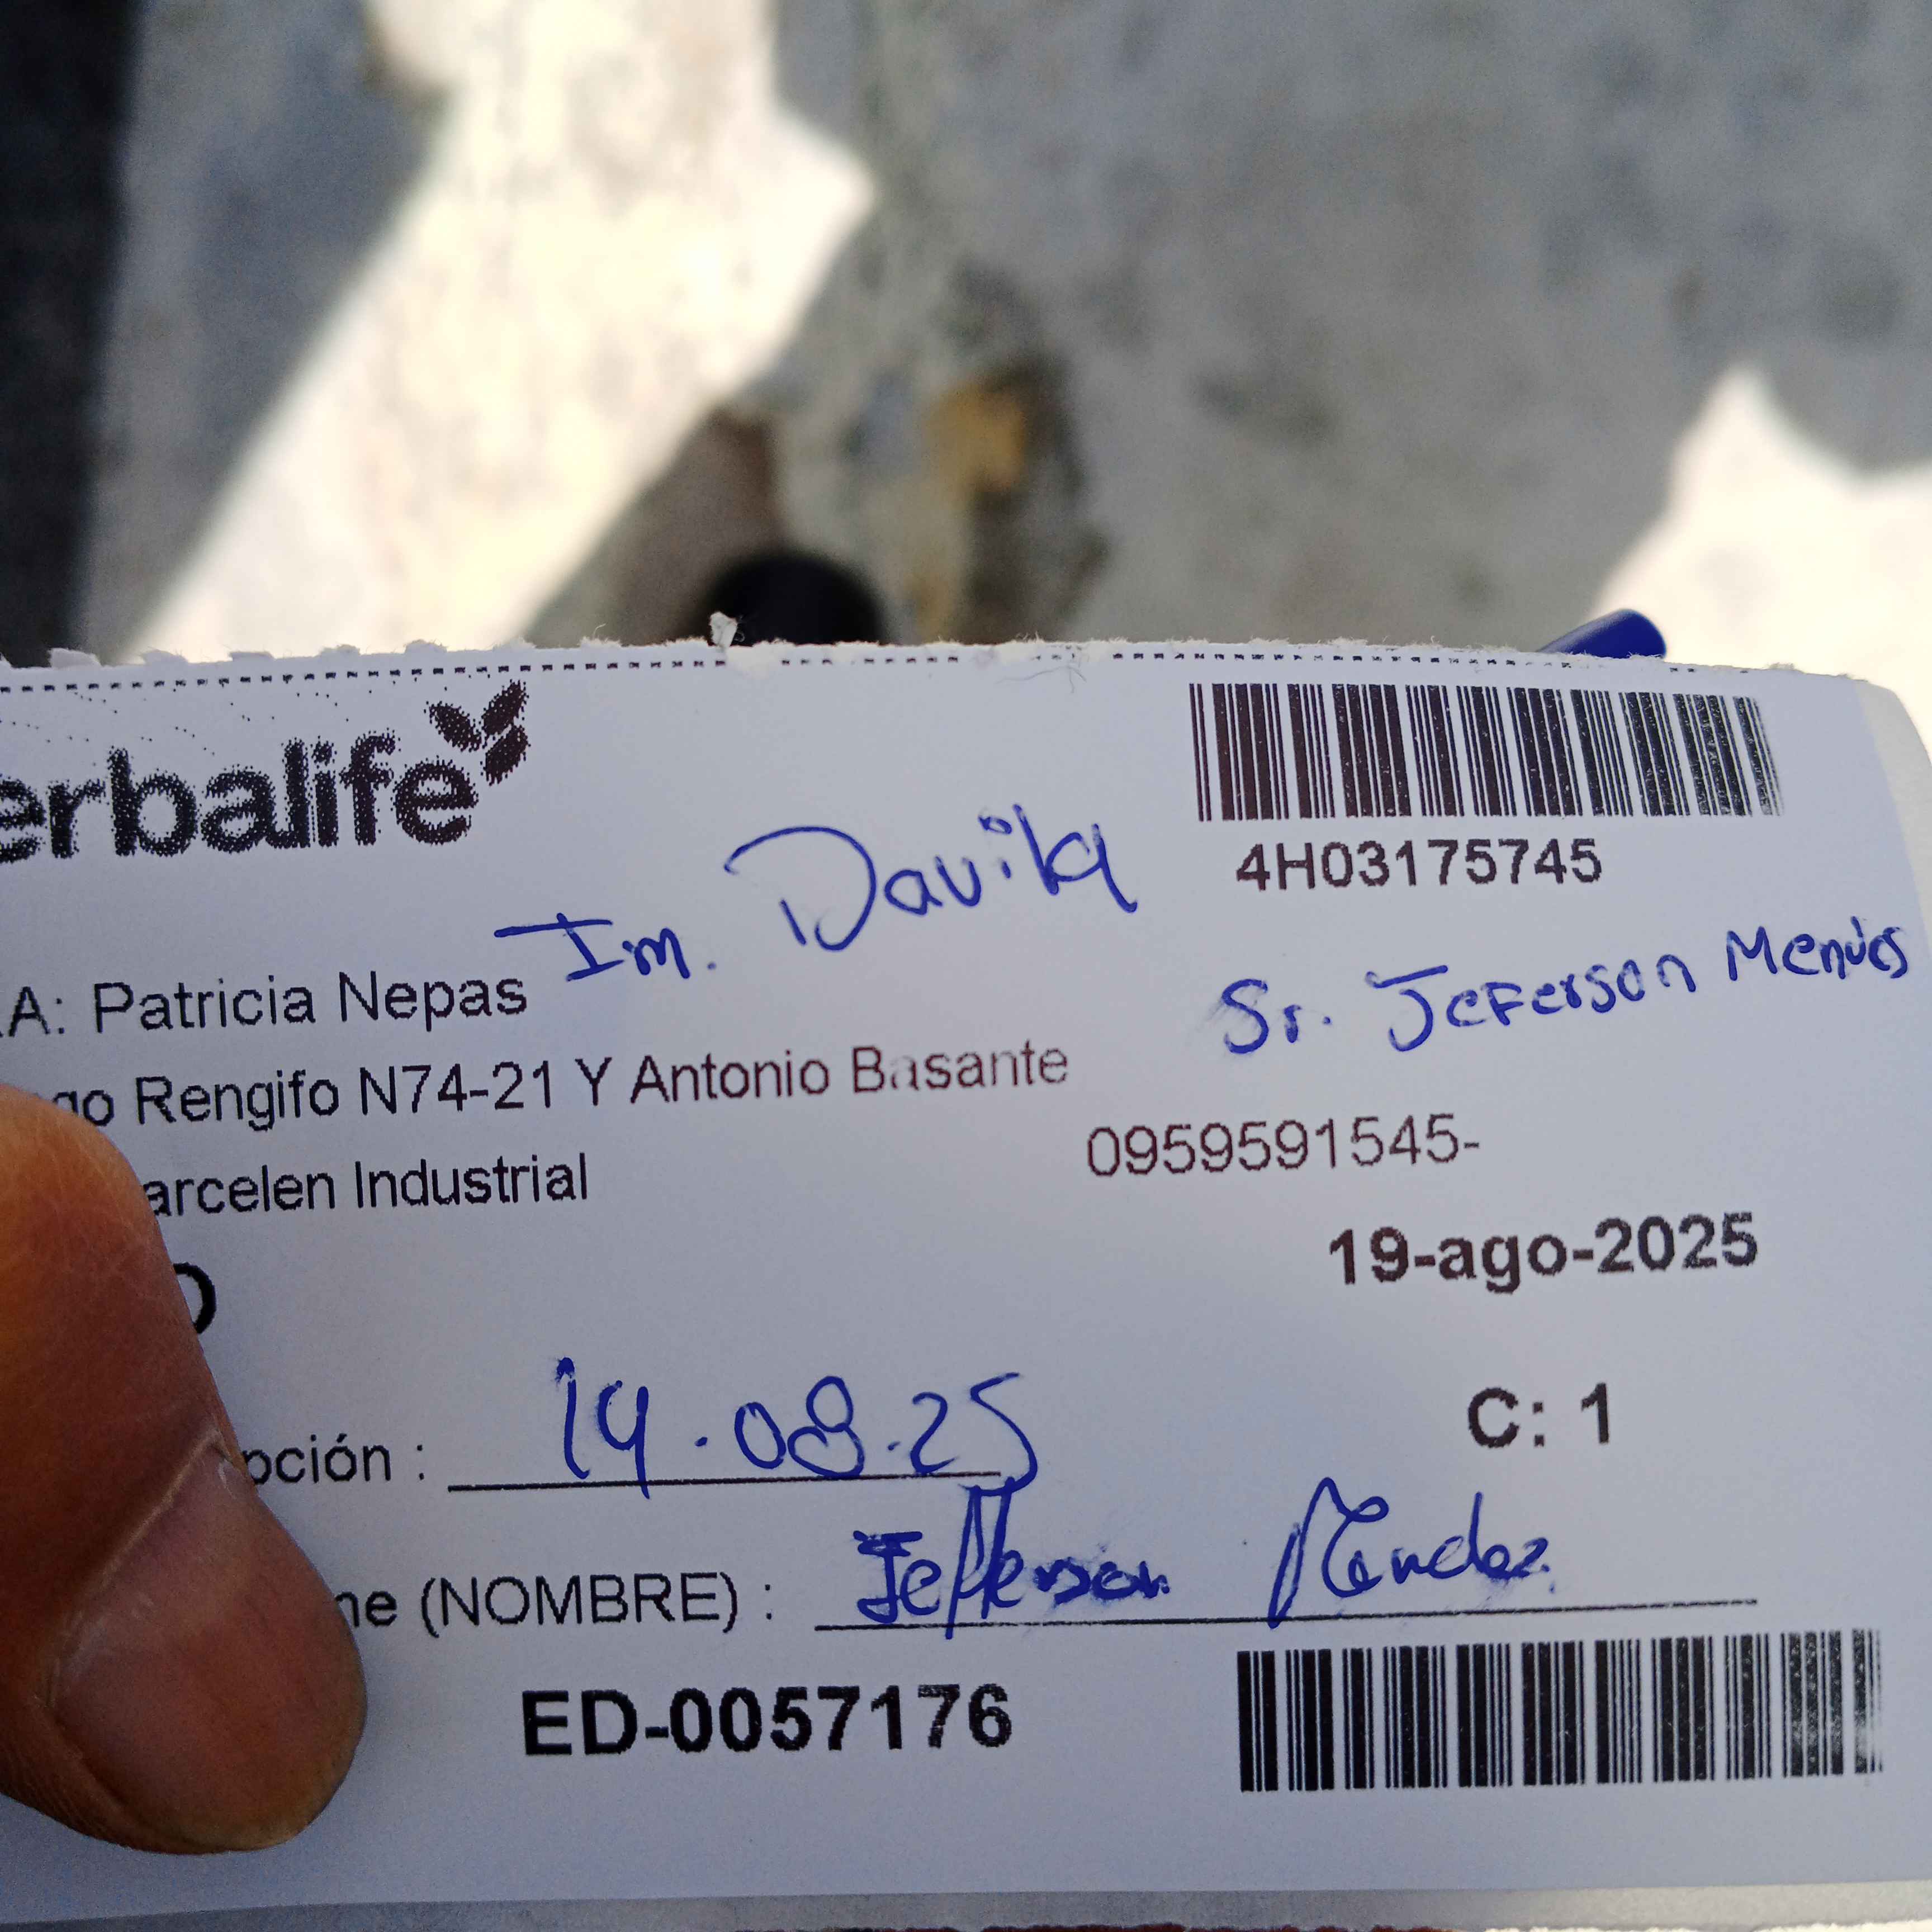 erbalife
4H03175745
Im. Davila
A: Patricia Nepas
Sr. Jeferson Mendes
go Rengifo N74-21 Y Antonio Basante
0959591545-
arcelen Industrial
19-ago-2025
O
pción : 19.08.25
C: 1
ne (NOMBRE) : Jefferson Mendez
ED-0057176